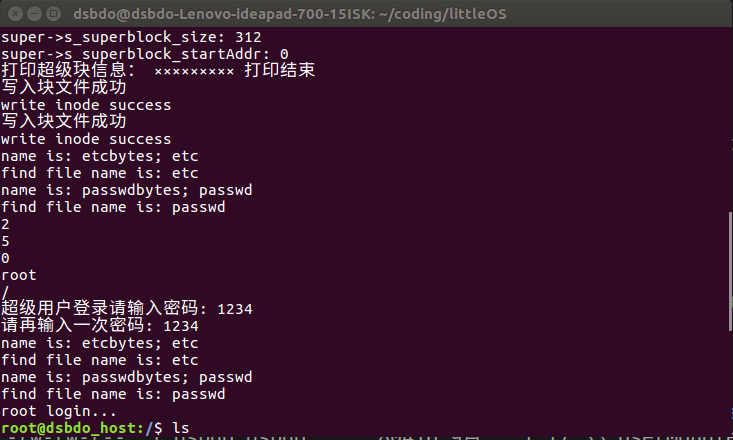 dsbdo@dsbdo-Lenovo-ideapad-700-15ISK: ~/coding/littleOS
super->s_superblock_size: 312
super->s_superblock_startAddr: 0
打印超级块信息： ××××××××× 打印结束
写入块文件成功
write inode success
写入块文件成功
write inode success
name is: etcbytes; etc
find file name is: etc
name is: passwdbytes; passwd
find file name is: passwd
2
5
0
root
/
超级用户登录请输入密码: 1234
请再输入一次密码: 1234
name is: etcbytes; etc
find file name is: etc
name is: passwdbytes; passwd
find file name is: passwd
root login...
root@dsbdo_host:/$ ls